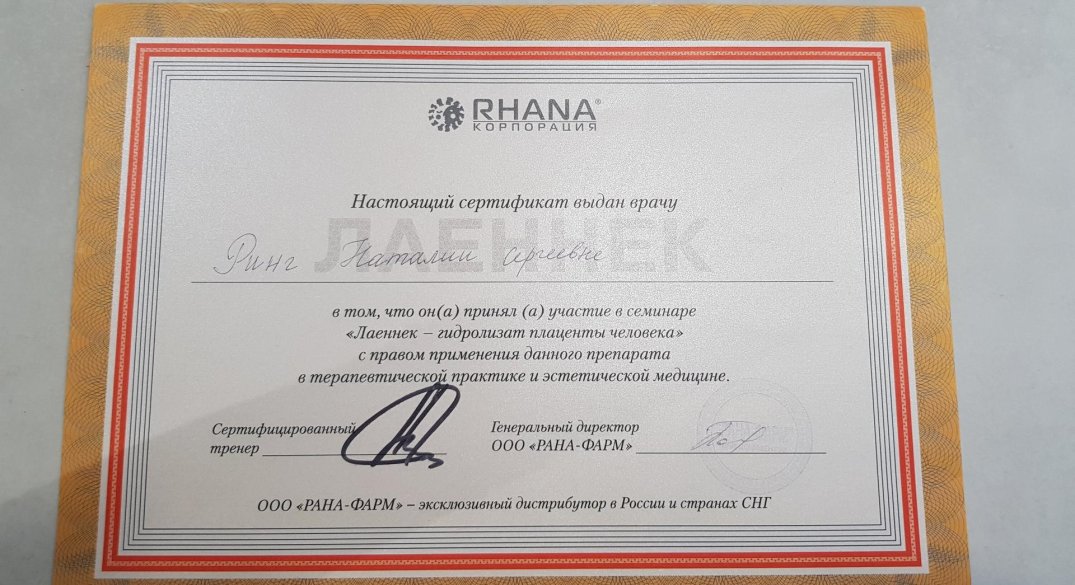 RHANA®
КОРПОРАЦИЯ
Настоящий сертификат выдан врачу
ЛАЕННЕК
Ринг Наталии Сргеевне
в том, что он(а) принял (а) участие в семинаре
«Лаеннек – гидролизат плаценты человека»
с правом применения данного препарата
в терапевтической практике и эстетической медицине.
Сертифицированный
тренер
Генеральный директор
ООО «РАНА-ФАРМ»
ООО «РАНА-ФАРМ» – эксклюзивный дистрибутор в России и странах СНГ